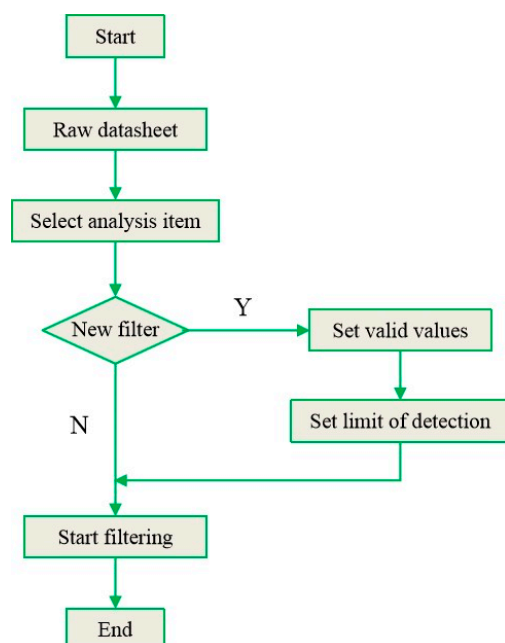 Start
Raw datasheet
Select analysis item
New filter
Y
Set valid values
N
Set limit of detection
Start filtering
End